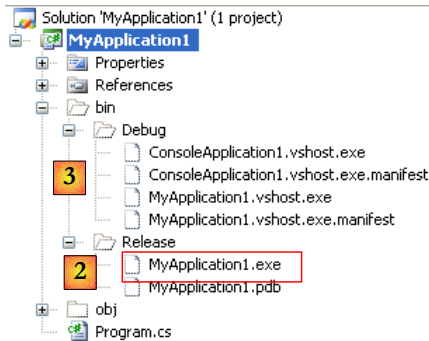 Solution 'MyApplication1' (1 project)
MyApplication1
Properties
References
bin
Debug
ConsoleApplication1.vshost.exe
ConsoleApplication1.vshost.exe.manifest
3
MyApplication1.vshost.exe
MyApplication1.vshost.exe.manifest
Release
2
MyApplication1.exe
MyApplication1.pdb
obj
Program.cs